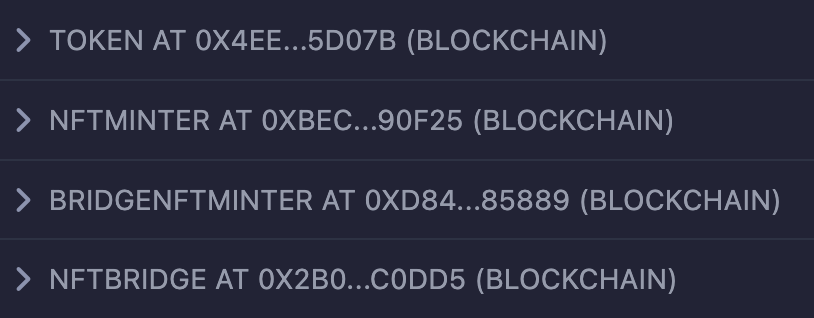 TOKEN AT 0X4EE...5D07B (BLOCKCHAIN)
NFTMINTER AT 0XBEC...90F25 (BLOCKCHAIN)
BRIDGENFTMINTER AT 0XD84...85889 (BLOCKCHAIN)
NFTBRIDGE AT 0X2B0...C0DD5 (BLOCKCHAIN)